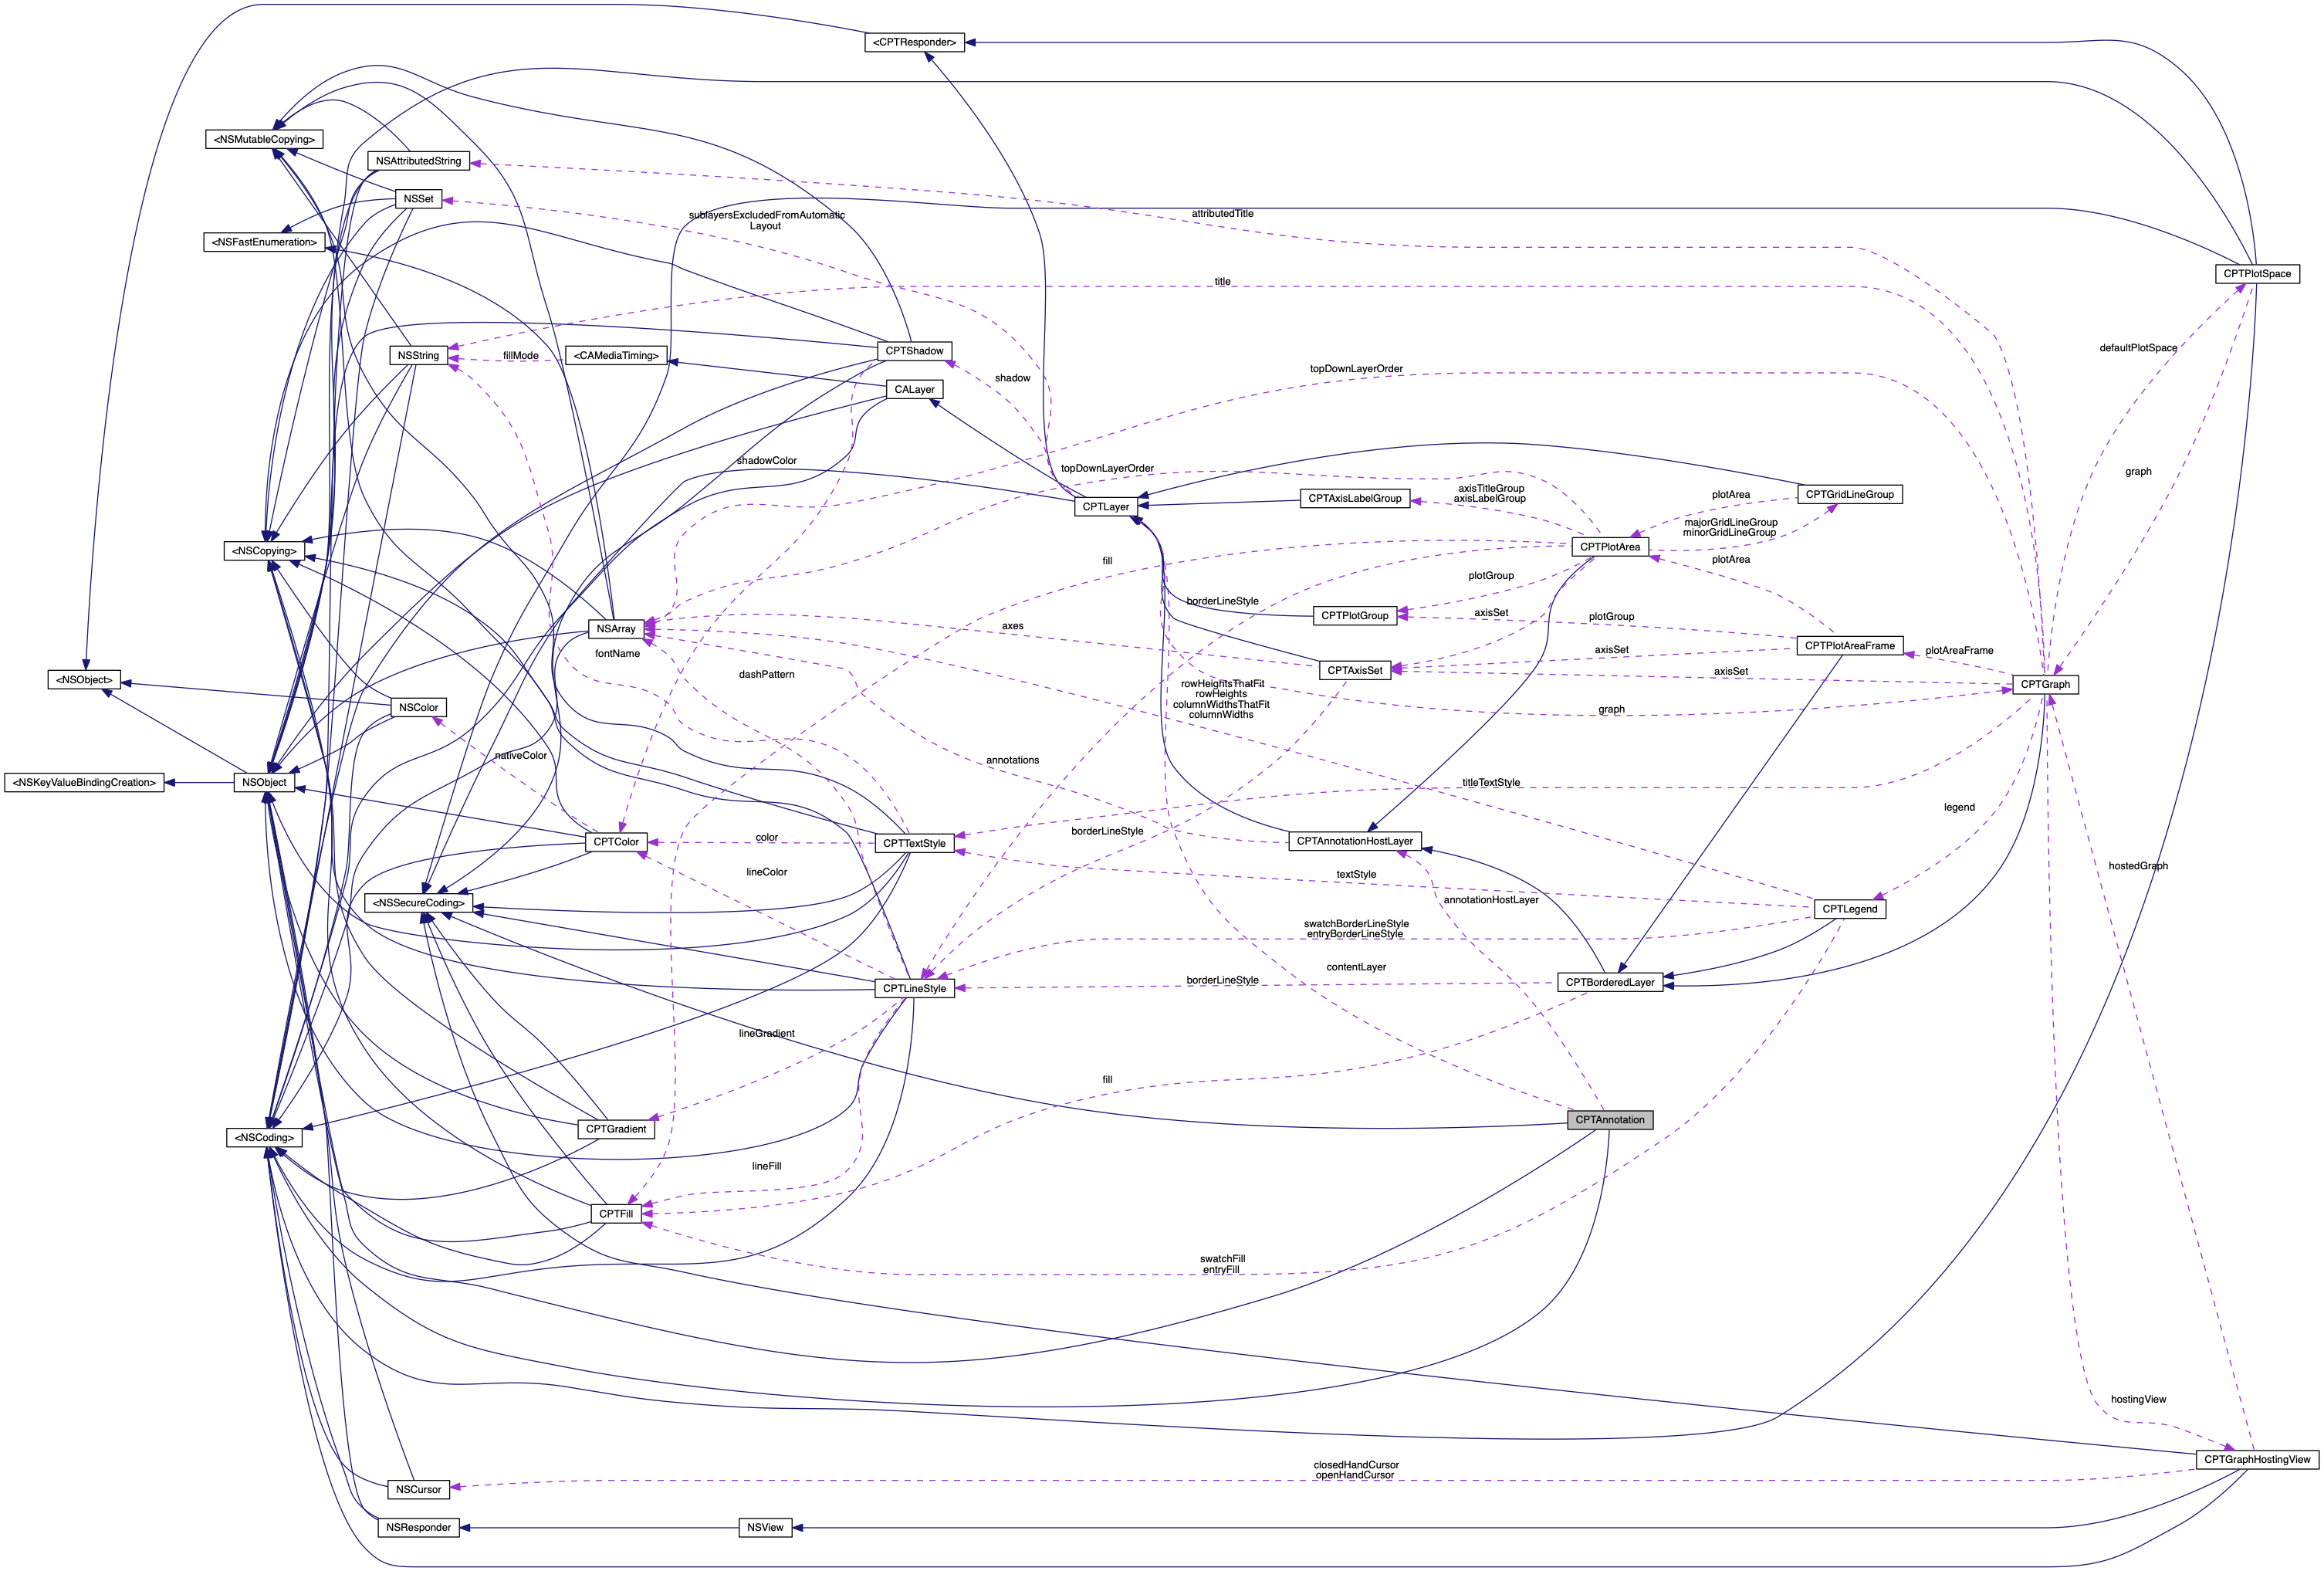 <CPTResponder>
<NSMutableCopying>
NSAttributedString
NSSet
sublayersExcludedFromAutomatic
Layout
attributedTitle
<NSFastEnumeration>
CPTPlotSpace
title
NSString
fillMode
<CAMediaTiming>
CPTShadow
defaultPlotSpace
topDownLayerOrder
shadow
CALayer
shadowColor
topDownLayerOrder
graph
CPTLayer
CPTAxisLabelGroup
axisTitleGroup
axisLabelGroup
plotArea
CPTGridLineGroup
majorGridLineGroup
minorGridLineGroup
<NSCopying>
CPTPlotArea
fill
plotArea
plotGroup
borderLineStyle
axisSet
CPTPlotGroup
plotGroup
NSArray
axes
fontName
CPTPlotAreaFrame
axisSet
plotAreaFrame
<NSObject>
dashPattern
CPTAxisSet
axisSet
CPTGraph
rowHeightsThatFit
rowHeights
columnWidthsThatFit
columnWidths
NSColor
graph
nativeColor
annotations
<NSKeyValueBindingCreation>
NSObject
titleTextStyle
legend
borderLineStyle
CPTColor
color
CPTTextStyle
CPTAnnotationHostLayer
hostedGraph
lineColor
textStyle
<NSSecureCoding>
annotationHostLayer
CPTLegend
swatchBorderLineStyle
entryBorderLineStyle
contentLayer
CPTLineStyle
borderLineStyle
CPTBorderedLayer
lineGradient
fill
CPTAnnotation
<NSCoding>
CPTGradient
lineFill
CPTFill
swatchFill
entryFill
hostingView
CPTGraphHostingView
closedHandCursor
openHandCursor
NSCursor
NSResponder
NSView